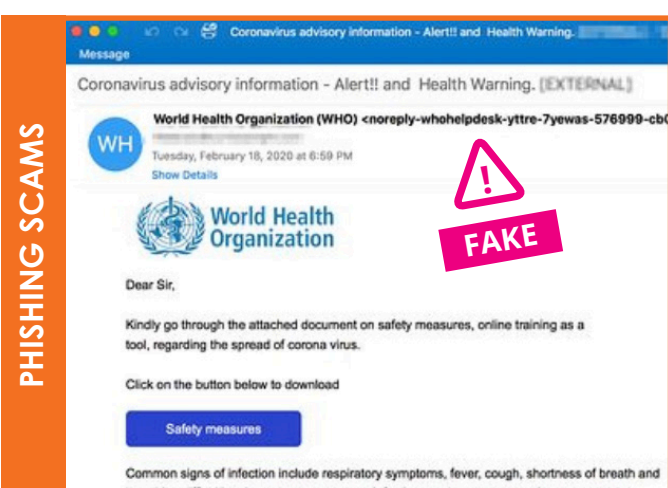 PHISHING SCAMS
Coronavirus advisory information - Alert!! and Health Warning.
Message
Coronavirus advisory information - Alert!! and Health Warning. [EXTERNAL]
WH
World Health Organization (WHO) <noreply-whohelpdesk-yttre-7yewas-576999-cb0
Tuesday, February 18, 2020 at 6:59 PM
Show Details
!
FAKE
World Health
Organization
Dear Sir,
Kindly go through the attached document on safety measures, online training as a
tool, regarding the spread of corona virus.
Click on the button below to download
Safety measures
Common signs of infection include respiratory symptoms, fever, cough, shortness of breath and